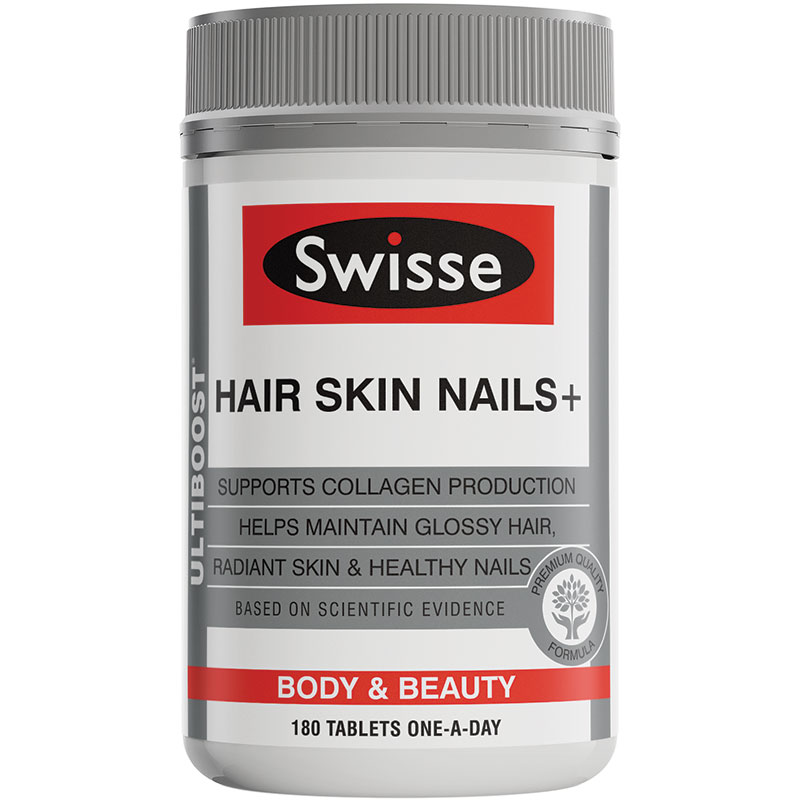 Swisse
ULTIBOOST®
HAIR SKIN NAILS+
SUPPORTS COLLAGEN PRODUCTION
HELPS MAINTAIN GLOSSY HAIR,
RADIANT SKIN & HEALTHY NAILS
BASED ON SCIENTIFIC EVIDENCE
PREMIUM QUALITY
FORMULA
BODY & BEAUTY
180 TABLETS ONE-A-DAY